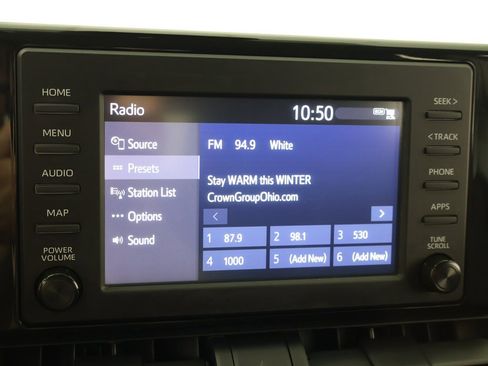 HOME
MENU
AUDIO
MAP
POWER
VOLUME
Radio
10:50
Source
Presets
Station List
Options
Sound
FM 94.9 White
Stay WARM this WINTER
CrownGroupOhio.com
<
>
1 87.9
2 98.1
3 530
4 1000
5 (Add New)
6 (Add New)
SEEK >
< TRACK
PHONE
APPS
TUNE
SCROLL